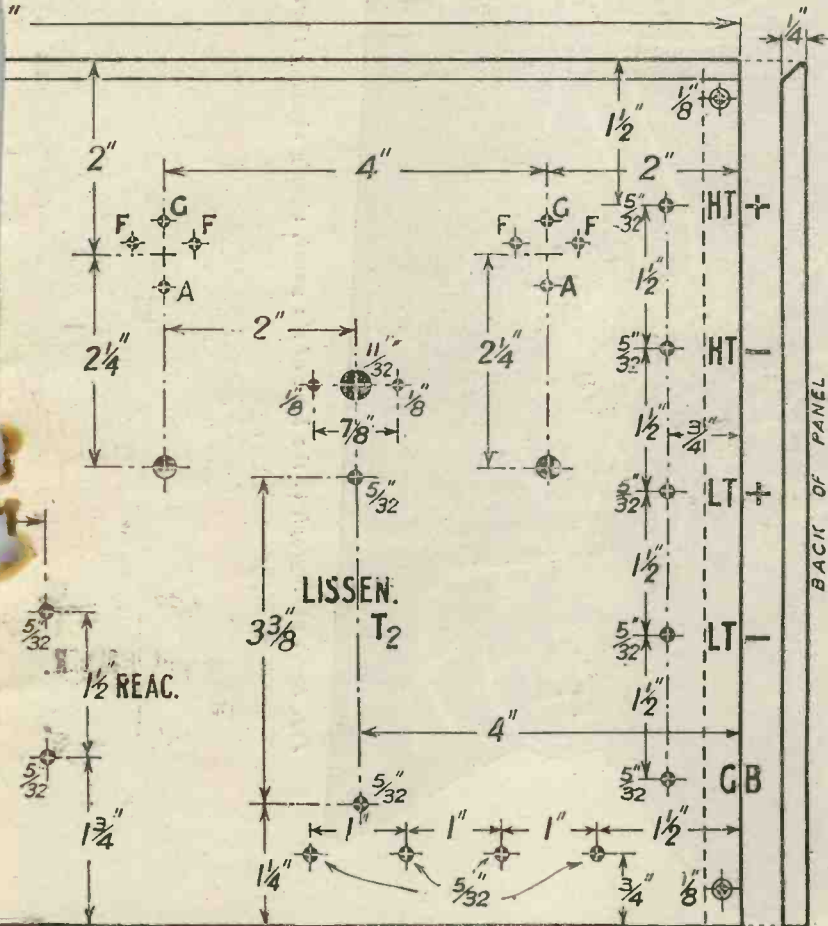 "
1/4"
1/8"
1 1/2"
2"
4"
2"
G
G
5/32"
HT +
F F
F F
A
A
1 1/2"
2"
11/32"
2 1/4"
2 1/4"
5/32"
HT -
1/8"
1/8"
7/8"
1 1/2"
3/4"
BACK OF PANEL
5/32"
5/32"
LT +
1 1/2"
LISSEN.
T2
5/32
3 3/8"
5/32"
LT -
1 1/2" REAC.
1 1/2"
4"
5/32
5/32"
5/32"
GB
1 3/4"
1" 1" 1" 1 1/2"
1 1/4"
5/32"
3/4"
1/8"